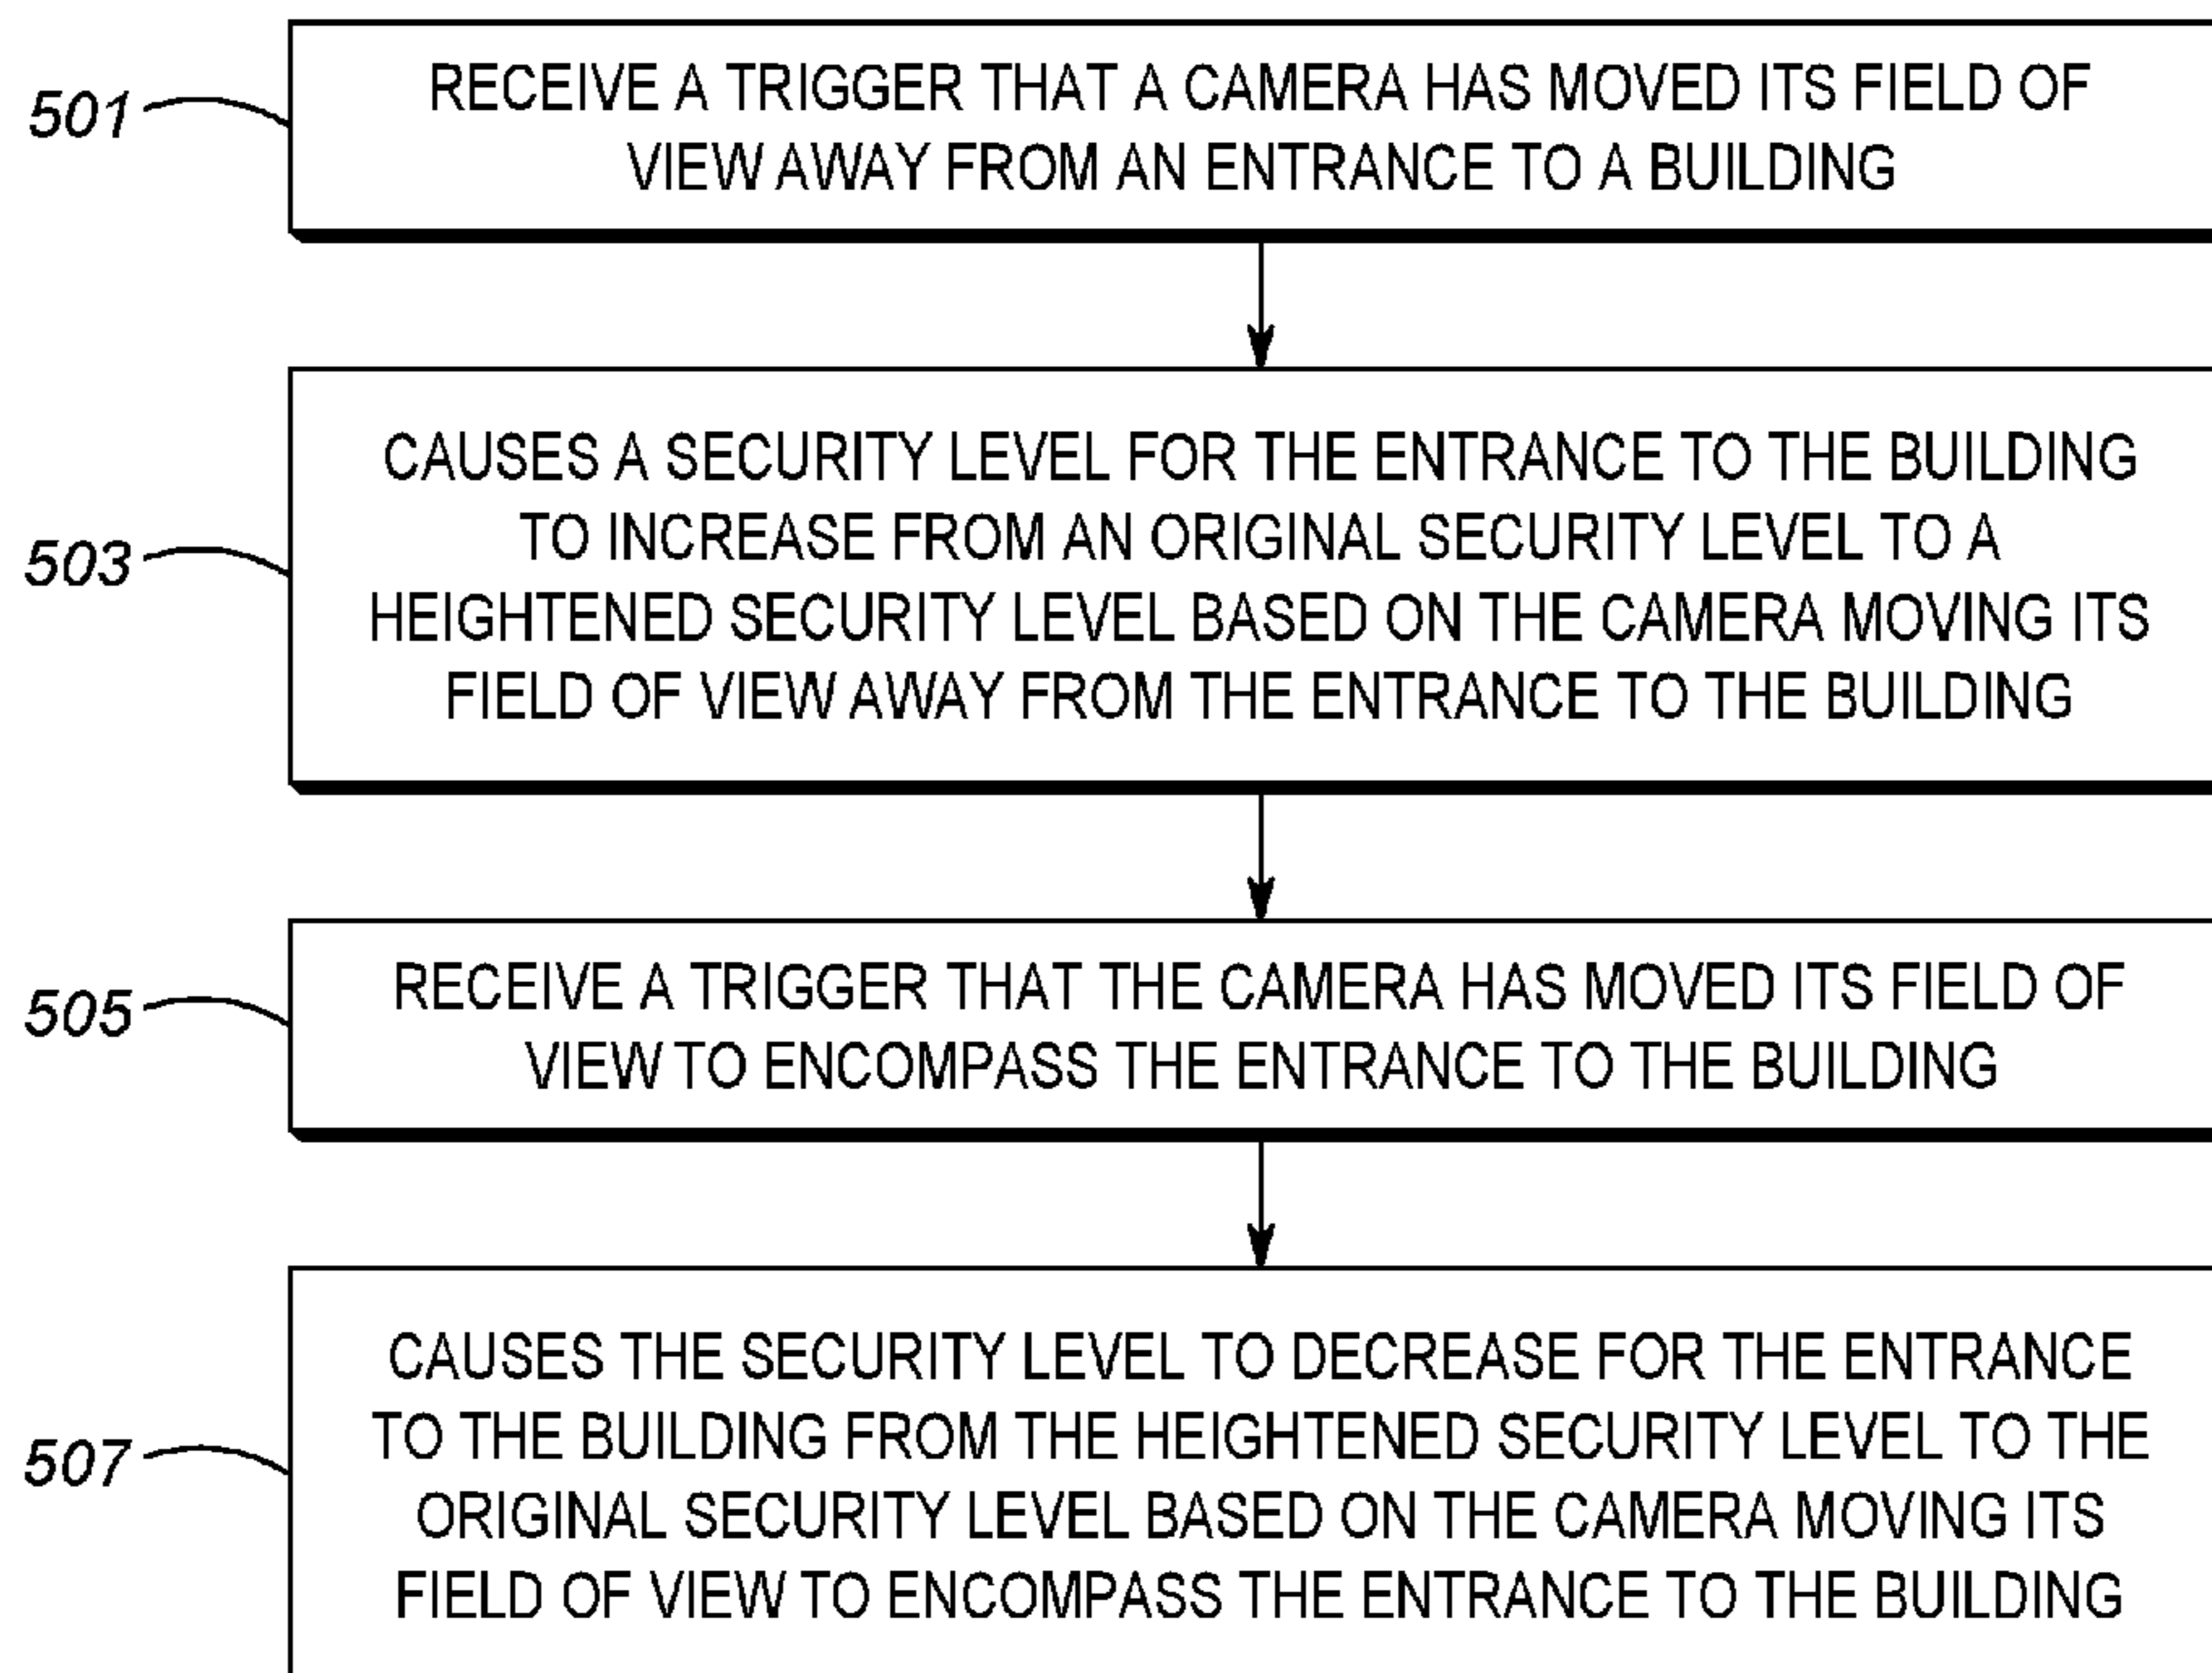 501
RECEIVE A TRIGGER THAT A CAMERA HAS MOVED ITS FIELD OF
VIEW AWAY FROM AN ENTRANCE TO A BUILDING
503
CAUSES A SECURITY LEVEL FOR THE ENTRANCE TO THE BUILDING
TO INCREASE FROM AN ORIGINAL SECURITY LEVEL TO A
HEIGHTENED SECURITY LEVEL BASED ON THE CAMERA MOVING ITS
FIELD OF VIEW AWAY FROM THE ENTRANCE TO THE BUILDING
505
RECEIVE A TRIGGER THAT THE CAMERA HAS MOVED ITS FIELD OF
VIEW TO ENCOMPASS THE ENTRANCE TO THE BUILDING
507
CAUSES THE SECURITY LEVEL TO DECREASE FOR THE ENTRANCE
TO THE BUILDING FROM THE HEIGHTENED SECURITY LEVEL TO THE
ORIGINAL SECURITY LEVEL BASED ON THE CAMERA MOVING ITS
FIELD OF VIEW TO ENCOMPASS THE ENTRANCE TO THE BUILDING